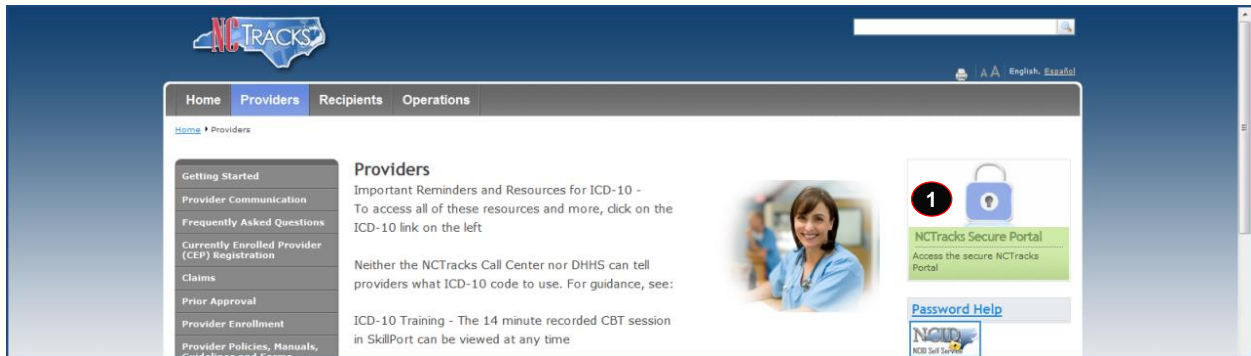 NCTRACKS
A A English, Español
Home Providers Recipients Operations
Home Providers
Getting Started
Provider Communication
Frequently Asked Questions
Currently Enrolled Provider
(CEP) Registration
Claims
Prior Approval
Provider Enrollment
Provider Policies, Manuals,
Guidelines and Forms
Providers
Important Reminders and Resources for ICD-10 -
To access all of these resources and more, click on the
ICD-10 link on the left
Neither the NCTracks Call Center nor DHHS can tell
providers what ICD-10 code to use. For guidance, see:
ICD-10 Training - The 14 minute recorded CBT session
in SkillPort can be viewed at any time
1
NCTracks Secure Portal
Access the secure NCTracks
Portal
Password Help
NCID
NCID Self Service